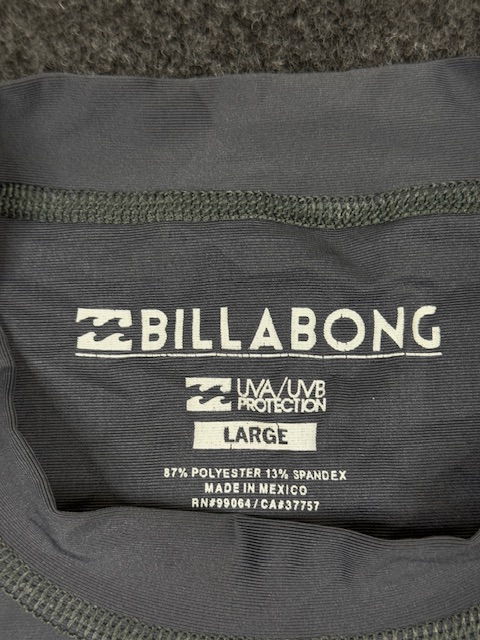 BILLABONG
UVA/UVB
PROTECTION
LARGE
87% POLYESTER 13% SPANDEX
MADE IN MEXICO
RN#99064 / CA#37757